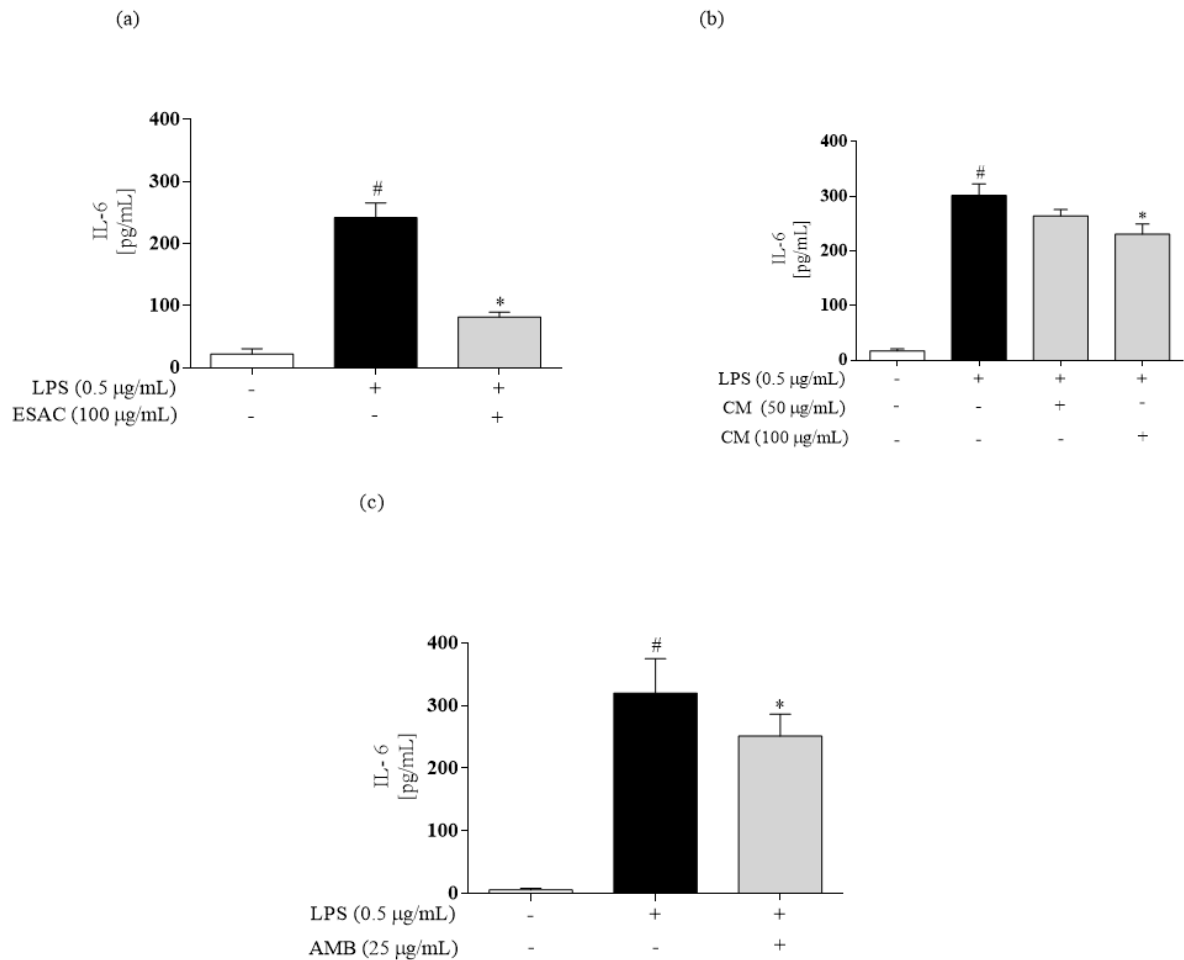 (a)
(b)
400
300
200
100
0
IL-6
[pg/mL]
#
*
LPS (0.5 µg/mL) - + +
ESAC (100 µg/mL) - - +
400
300
200
100
0
IL-6
[pg/mL]
#
*
LPS (0.5 µg/mL) - + + +
CM (50 µg/mL) - - + -
CM (100 µg/mL) - - - +
(c)
400
300
200
100
0
IL- 6
[pg/mL]
#
*
LPS (0.5 µg/mL) - + +
AMB (25 µg/mL) - - +